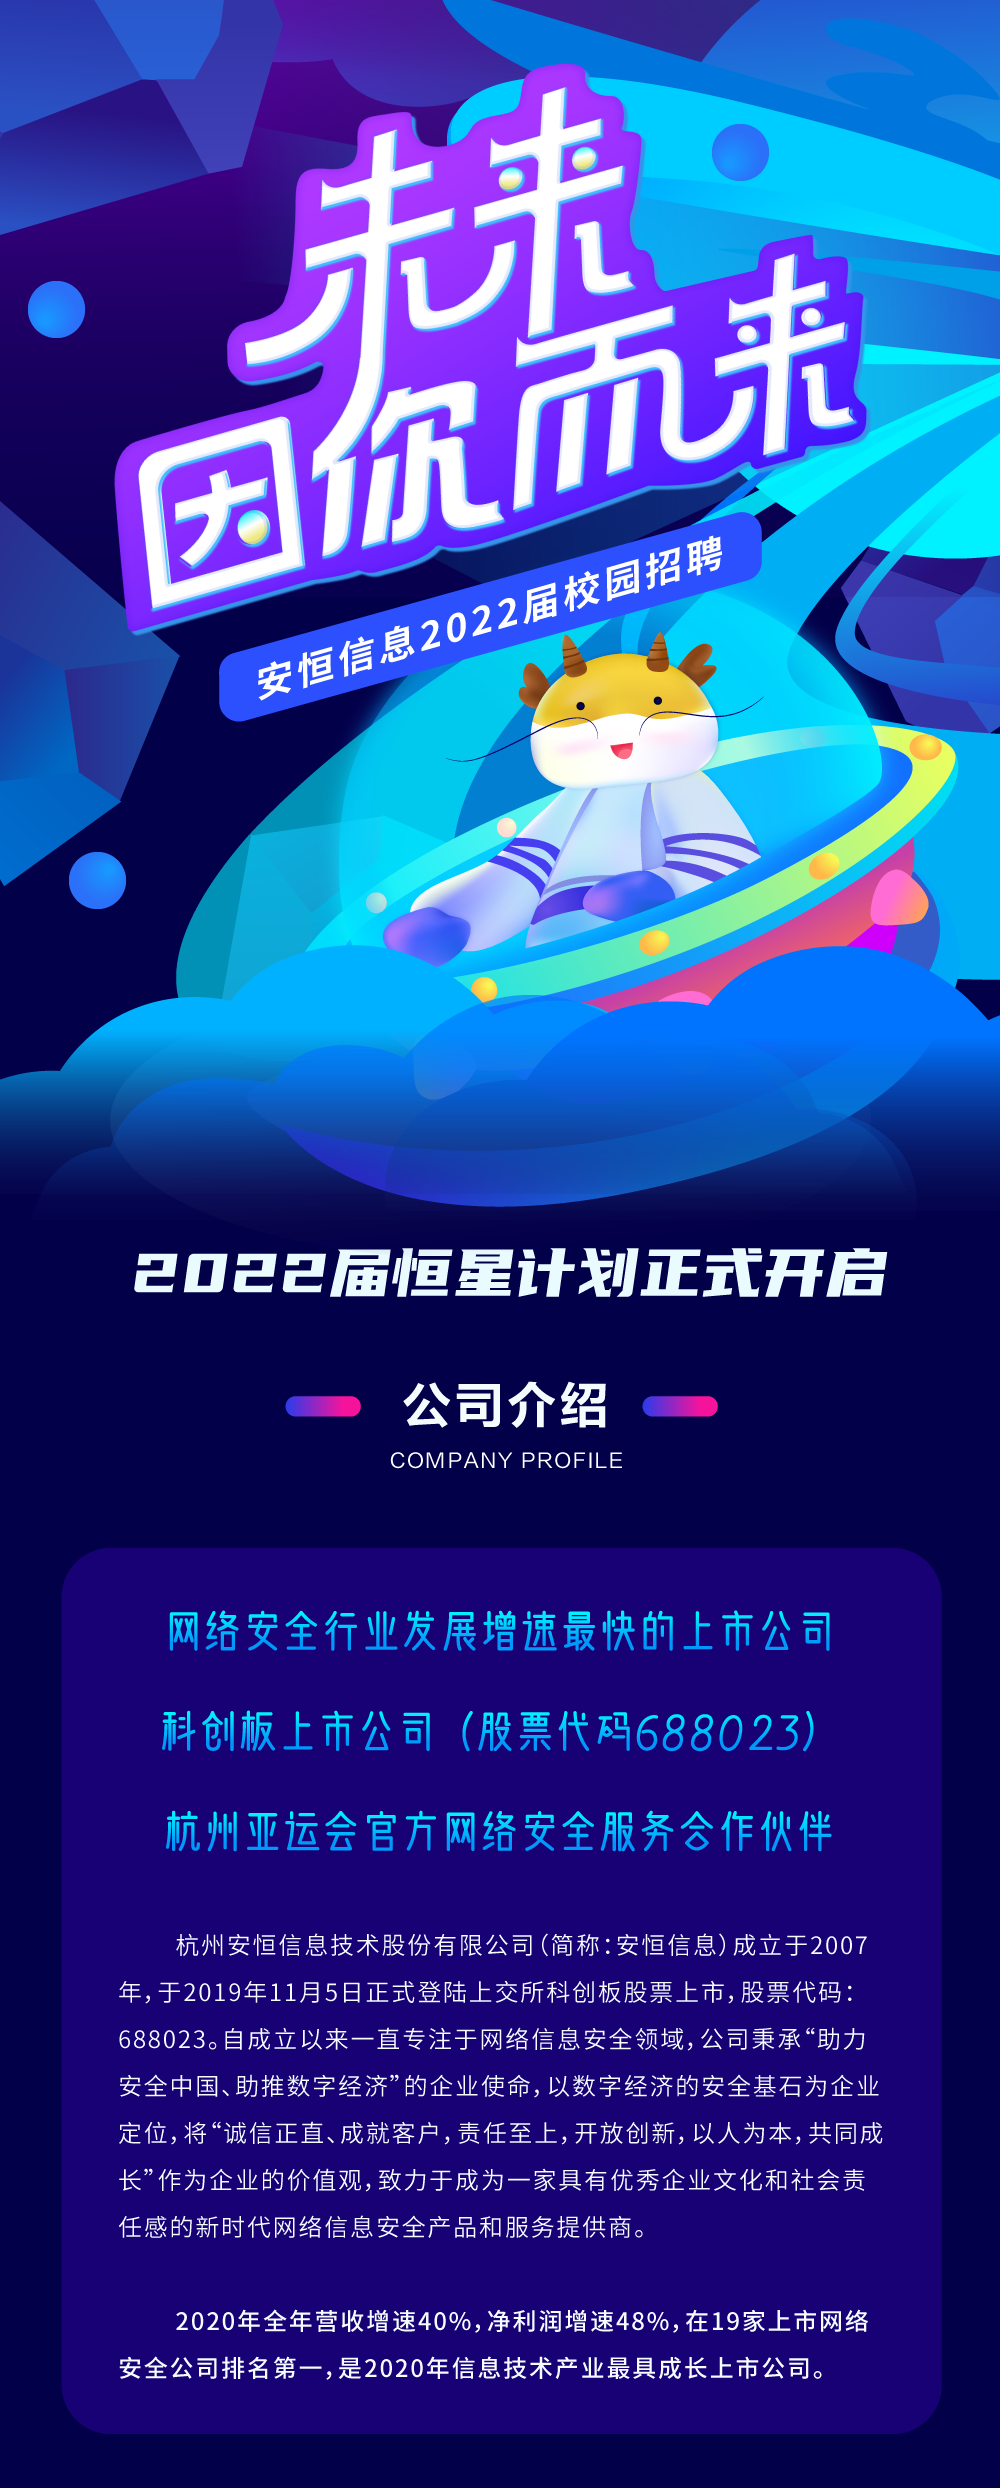 未来
因你而来
安恒信息2022届校园招聘
2022届恒星计划正式开启
公司介绍
COMPANY PROFILE
网络安全行业发展增速最快的上市公司
科创板上市公司（股票代码688023）
杭州亚运会官方网络安全服务合作伙伴
杭州安恒信息技术股份有限公司（简称：安恒信息）成立于2007
年，于2019年11月5日正式登陆上交所科创板股票上市，股票代码：
688023。自成立以来一直专注于网络信息安全领域，公司秉承“助力
安全中国、助推数字经济”的企业使命，以数字经济的安全基石为企业
定位，将“诚信正直、成就客户，责任至上，开放创新，以人为本，共同成
长”作为企业的价值观，致力于成为一家具有优秀企业文化和社会责
任感的新时代网络信息安全产品和服务提供商。
2020年全年营收增速40%，净利润增速48%，在19家上市网络
安全公司排名第一，是2020年信息技术产业最具成长上市公司。